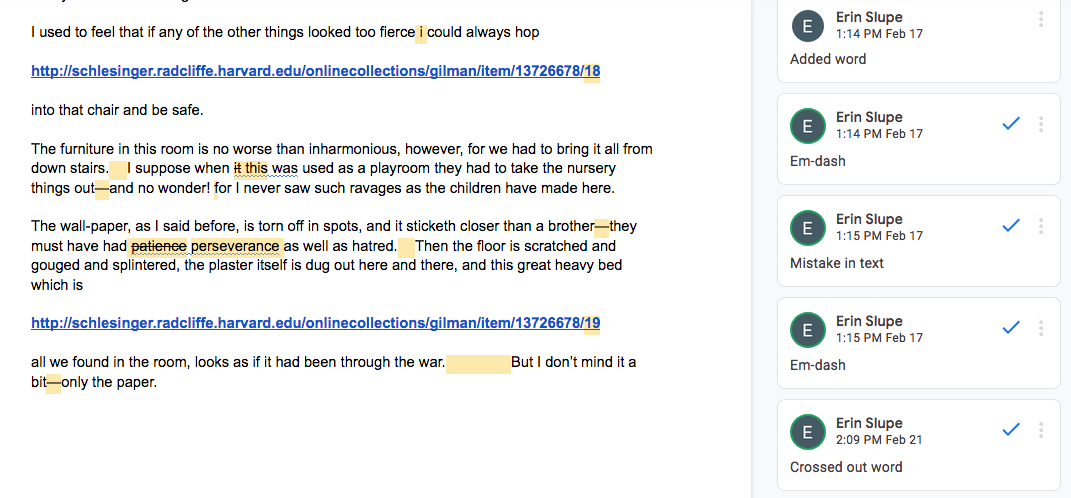 I used to feel that if any of the other things looked too fierce i could always hop
http://schlesinger.radcliffe.harvard.edu/onlinecollections/gilman/item/13726678/18
into that chair and be safe.
The furniture in this room is no worse than inharmonious, however, for we had to bring it all from
down stairs. I suppose when it this was used as a playroom they had to take the nursery
things out—and no wonder! for I never saw such ravages as the children have made here.
The wall-paper, as I said before, is torn off in spots, and it sticketh closer than a brother—they
must have had patience perseverance as well as hatred. Then the floor is scratched and
gouged and splintered, the plaster itself is dug out here and there, and this great heavy bed
which is
http://schlesinger.radcliffe.harvard.edu/onlinecollections/gilman/item/13726678/19
all we found in the room, looks as if it had been through the war. But I don't mind it a
bit—only the paper.
E
Erin Slupe
1:14 PM Feb 17
Added word
E
Erin Slupe
1:14 PM Feb 17
Em-dash
E
Erin Slupe
1:15 PM Feb 17
Mistake in text
E
Erin Slupe
1:15 PM Feb 17
Em-dash
E
Erin Slupe
2:09 PM Feb 21
Crossed out word